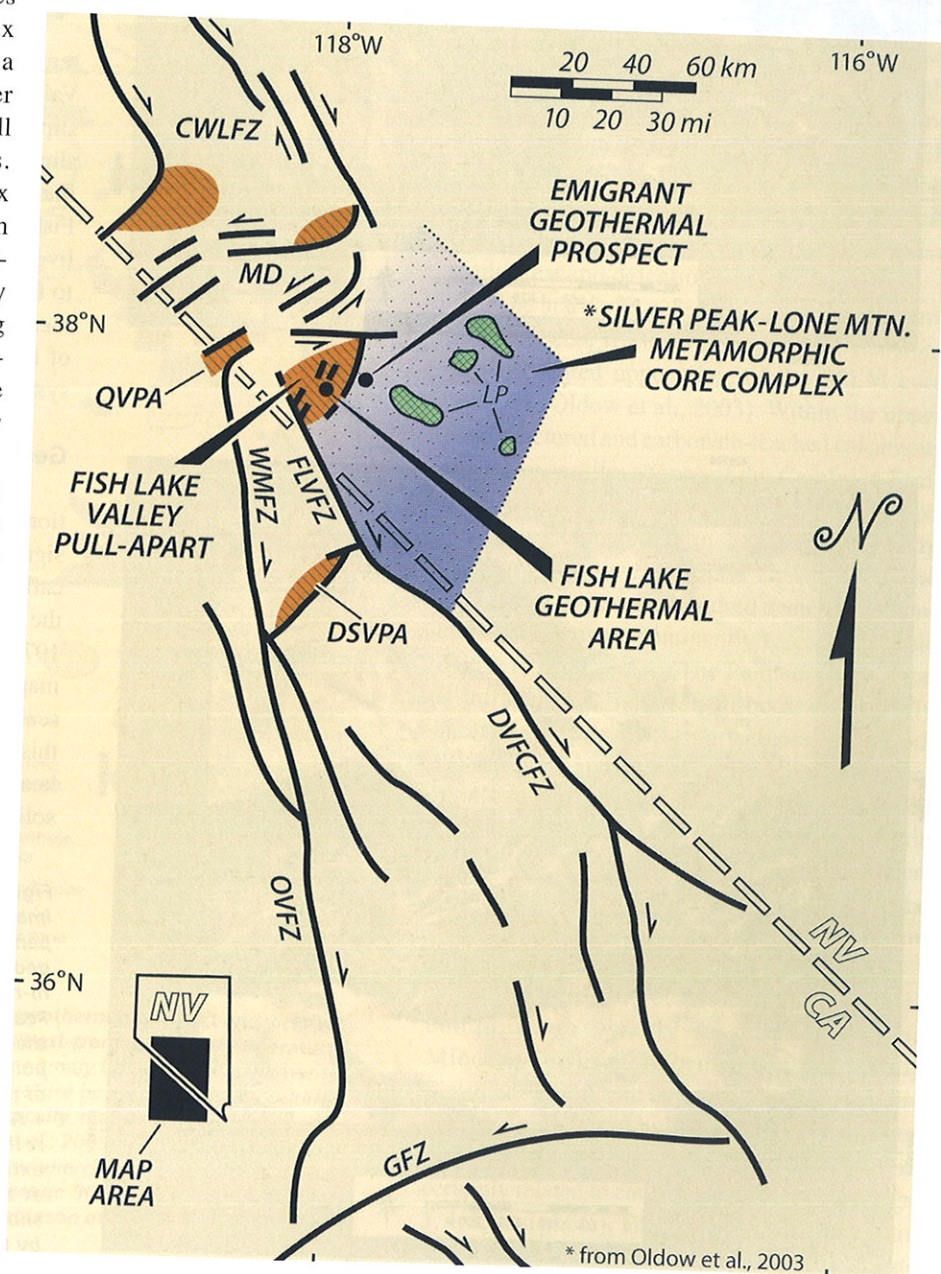 118°W
116°W
20 40 60 km
10 20 30 mi
CWLFZ
EMIGRANT
GEOTHERMAL
PROSPECT
MD
38°N
*SILVER PEAK-LONE MTN.
METAMORPHIC
CORE COMPLEX
QVPA
LP
FISH LAKE
VALLEY
PULL-APART
WMFZ
FLVFZ
N
FISH LAKE
GEOTHERMAL
AREA
DSVPA
DVFCFZ
OVFZ
NV
CA
36°N
NV
MAP
AREA
GFZ
* from Oldow et al., 2003